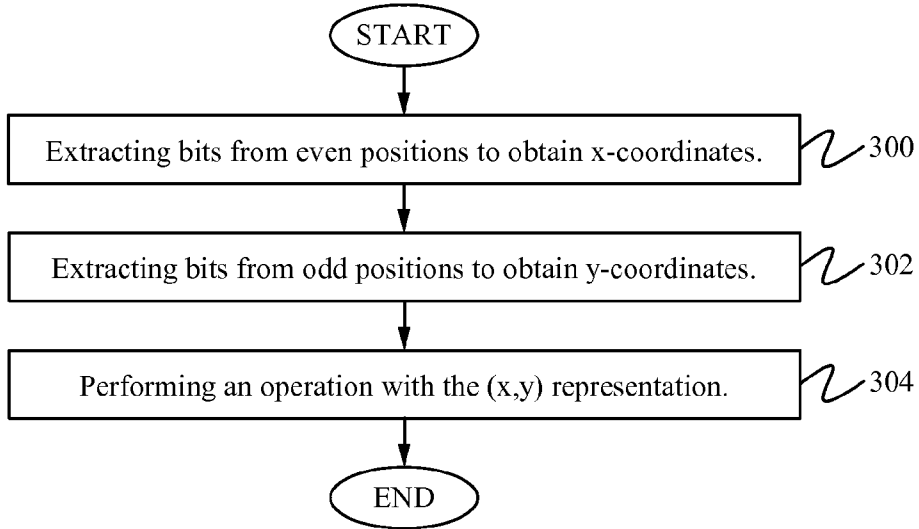 START
Extracting bits from even positions to obtain x-coordinates.
300
Extracting bits from odd positions to obtain y-coordinates.
302
Performing an operation with the (x,y) representation.
304
END